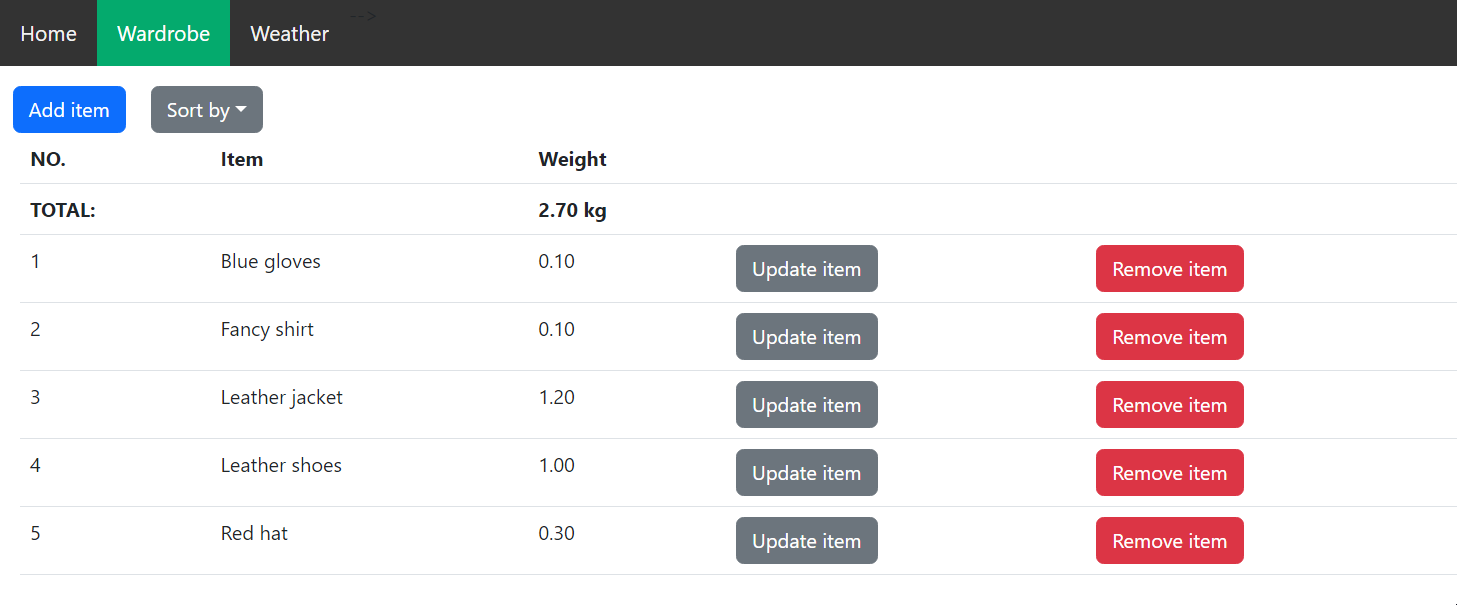 Home Wardrobe Weather -->
Add item Sort by
NO. Item Weight
TOTAL: 2.70 kg
1 Blue gloves 0.10 Update item Remove item
2 Fancy shirt 0.10 Update item Remove item
3 Leather jacket 1.20 Update item Remove item
4 Leather shoes 1.00 Update item Remove item
5 Red hat 0.30 Update item Remove item